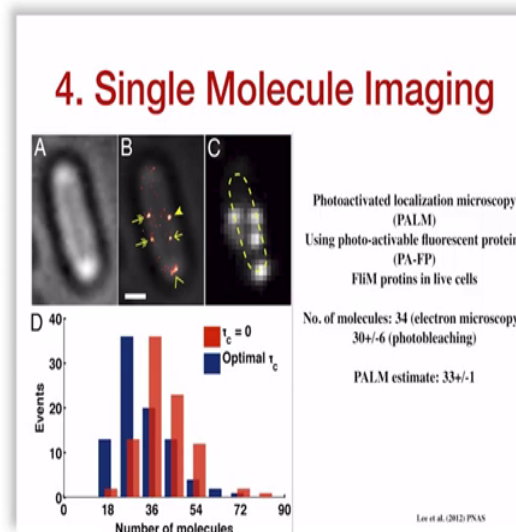 4. Single Molecule Imaging
A
B
C
Photoactivated localization microscopy
(PALM)
Using photo-activable fluorescent protein
(PA-FP)
FliM protins in live cells
No. of molecules: 34 (electron microscopy
30+/-6 (photobleaching)
PALM estimate: 33+/-1
D
40
30
20
10
0
Events
τc = 0
Optimal τc
0 18 36 54 72 90
Number of molecules
Lee et al. (2012) PNAS